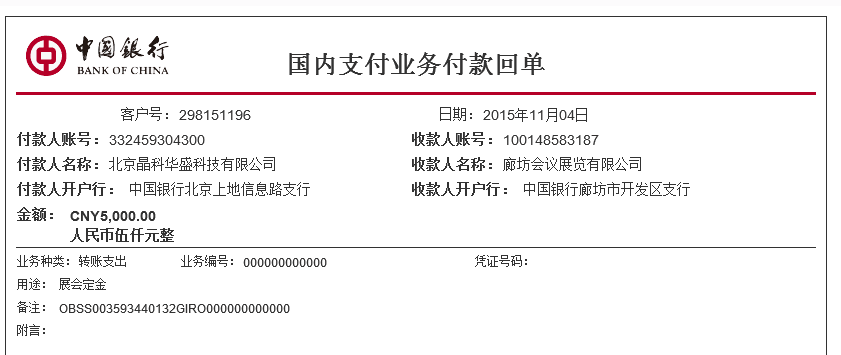 中国银行
BANK OF CHINA
国内支付业务付款回单
客户号：298151196 日期：2015年11月04日
付款人账号：332459304300 收款人账号：100148583187
付款人名称：北京晶科华盛科技有限公司 收款人名称：廊坊会议展览有限公司
付款人开户行： 中国银行北京上地信息路支行 收款人开户行： 中国银行廊坊市开发区支行
金额： CNY5,000.00
人民币伍仟元整
业务种类：转账支出 业务编号：000000000000 凭证号码：
用途： 展会定金
备注： OBSS003593440132GIRO000000000000
附言：